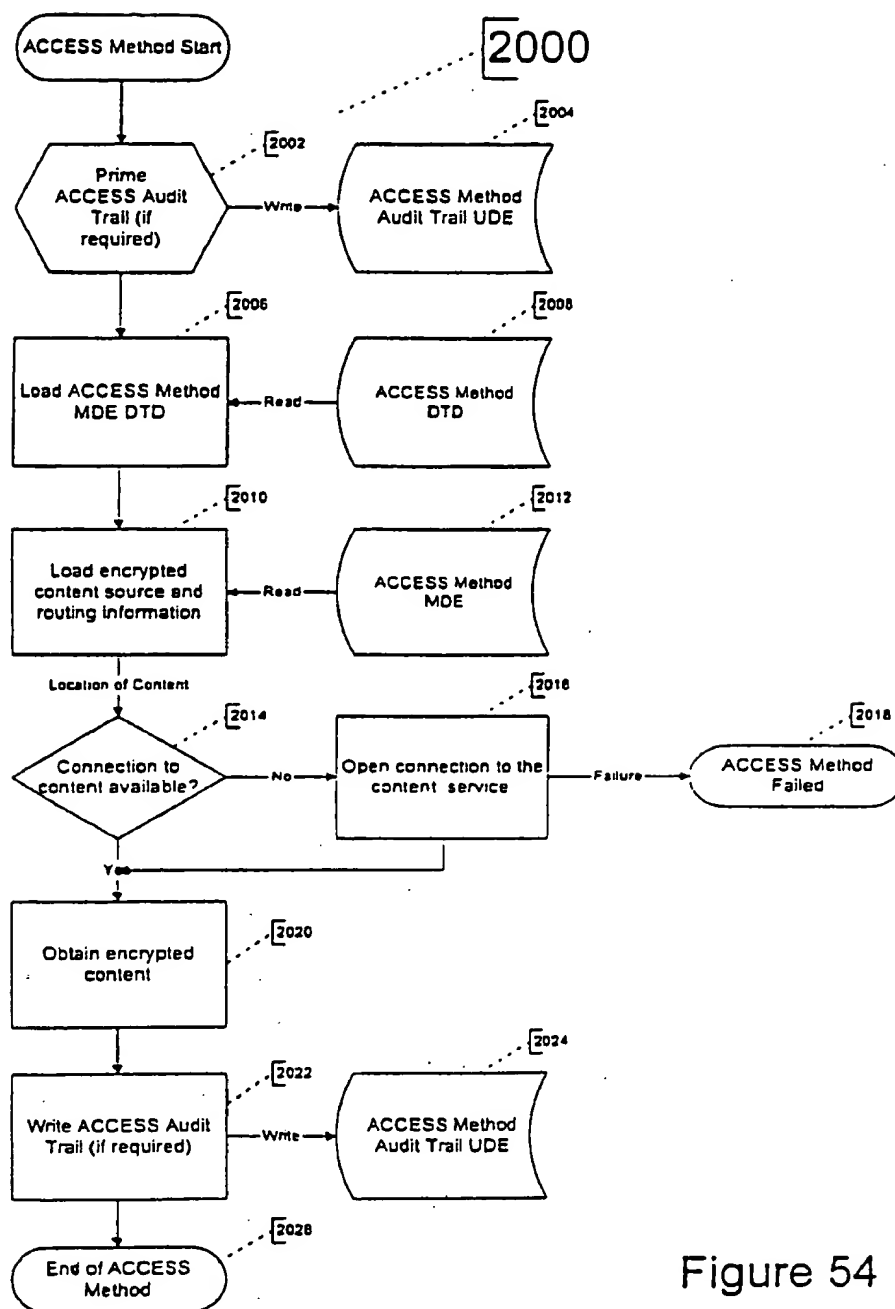 ACCESS Method Start
2000
2002
Prime
ACCESS Audit
Trail (if
required)
Write
2004
ACCESS Method
Audit Trail UDE
2006
Load ACCESS Method
MDE DTD
Read
2008
ACCESS Method
DTD
2010
Load encrypted
content source and
routing information
Read
2012
ACCESS Method
MDE
Location of Content
2014
Connection to
content available?
No
2016
Open connection to the
content service
Failure
2018
ACCESS Method
Failed
Y
2020
Obtain encrypted
content
2022
Write ACCESS Audit
Trail (if required)
Write
2024
ACCESS Method
Audit Trail UDE
2028
End of ACCESS
Method
Figure 54